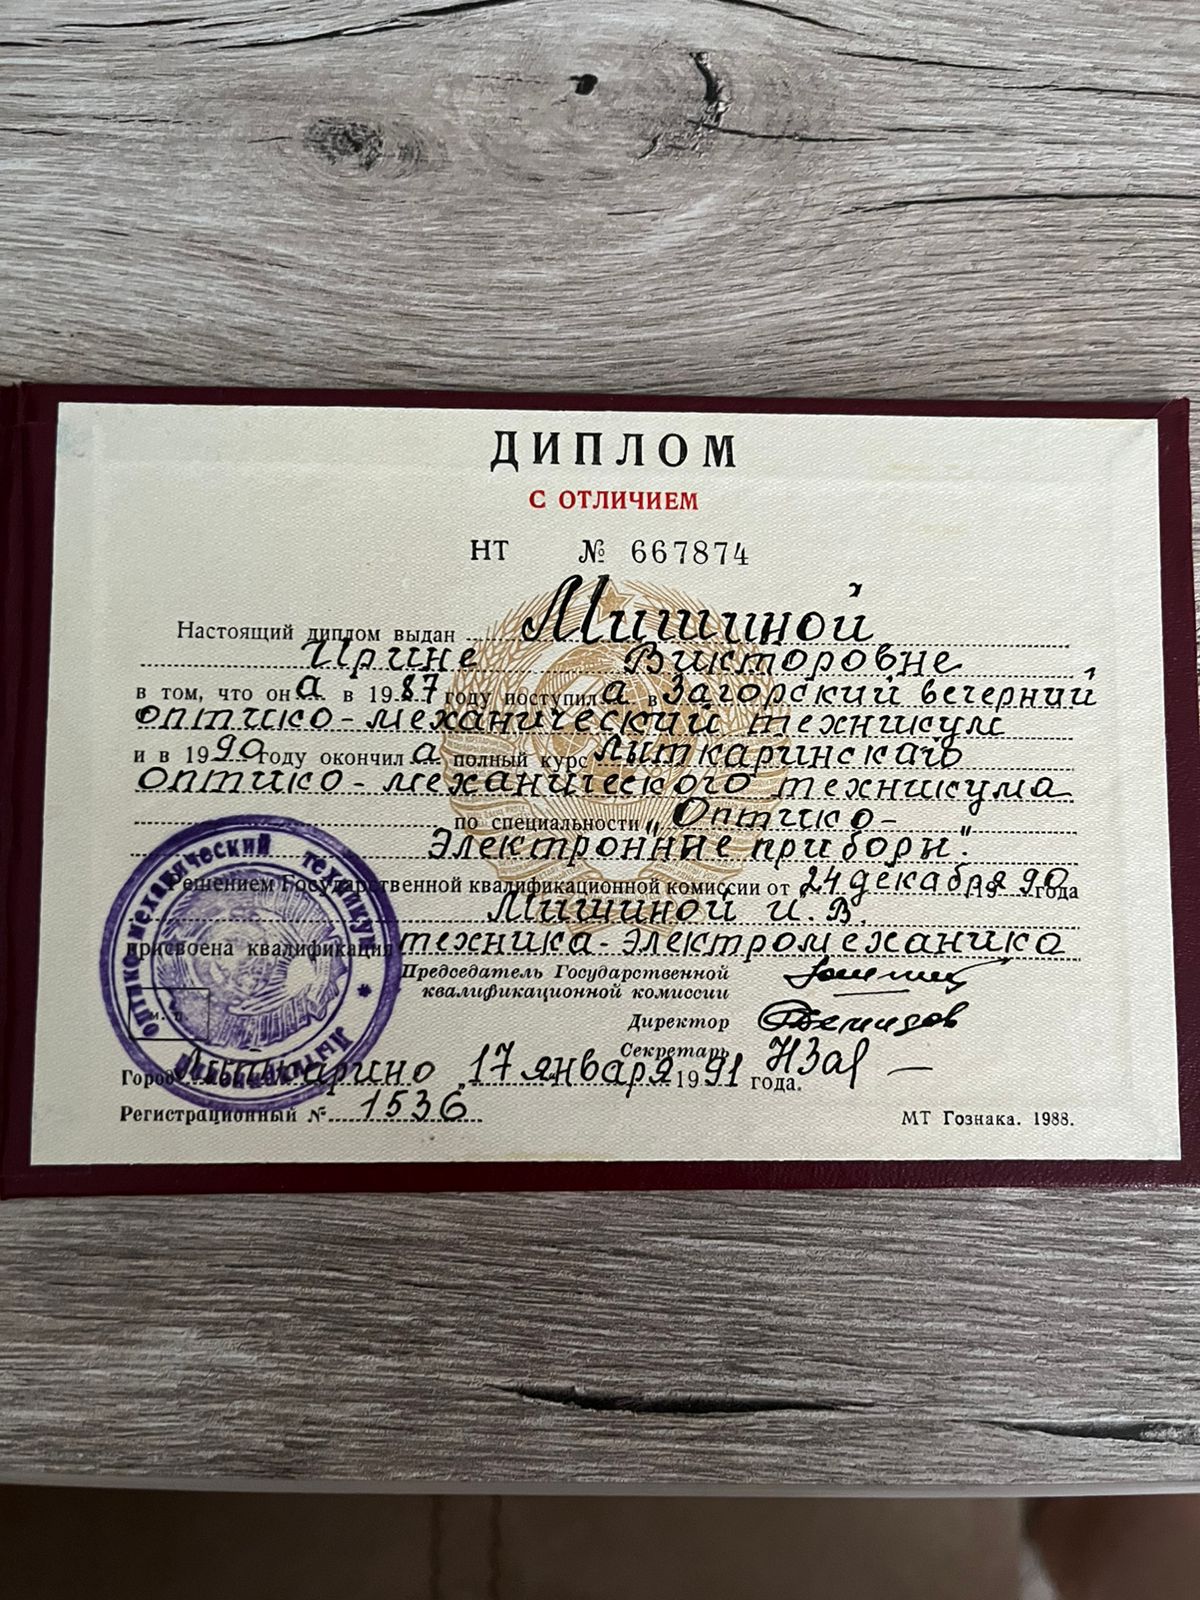 ДИПЛОМ
С ОТЛИЧИЕМ
НТ № 667874
Настоящий диплом выдан Мишиной
Ирине Викторовне
в том, что она в 1987 году поступила в Загорский вечерний
оптико-механический техникум
и в 1990 году окончила полный курс Лыткаринского
оптико-механического техникума
по специальности „Оптико-
Электронные приборы".
Решением Государственной квалификационной комиссии от 24 декабря 1990 года
Мишиной И. В.
присвоена квалификация техника-электромеханика
Председатель Государственной
квалификационной комиссии
Директор
Секретарь
Город Лыткарино 17 января 1991 года.
Регистрационный № 1536
МТ Гознака. 1988.
М. П.
оптико-механический техникум